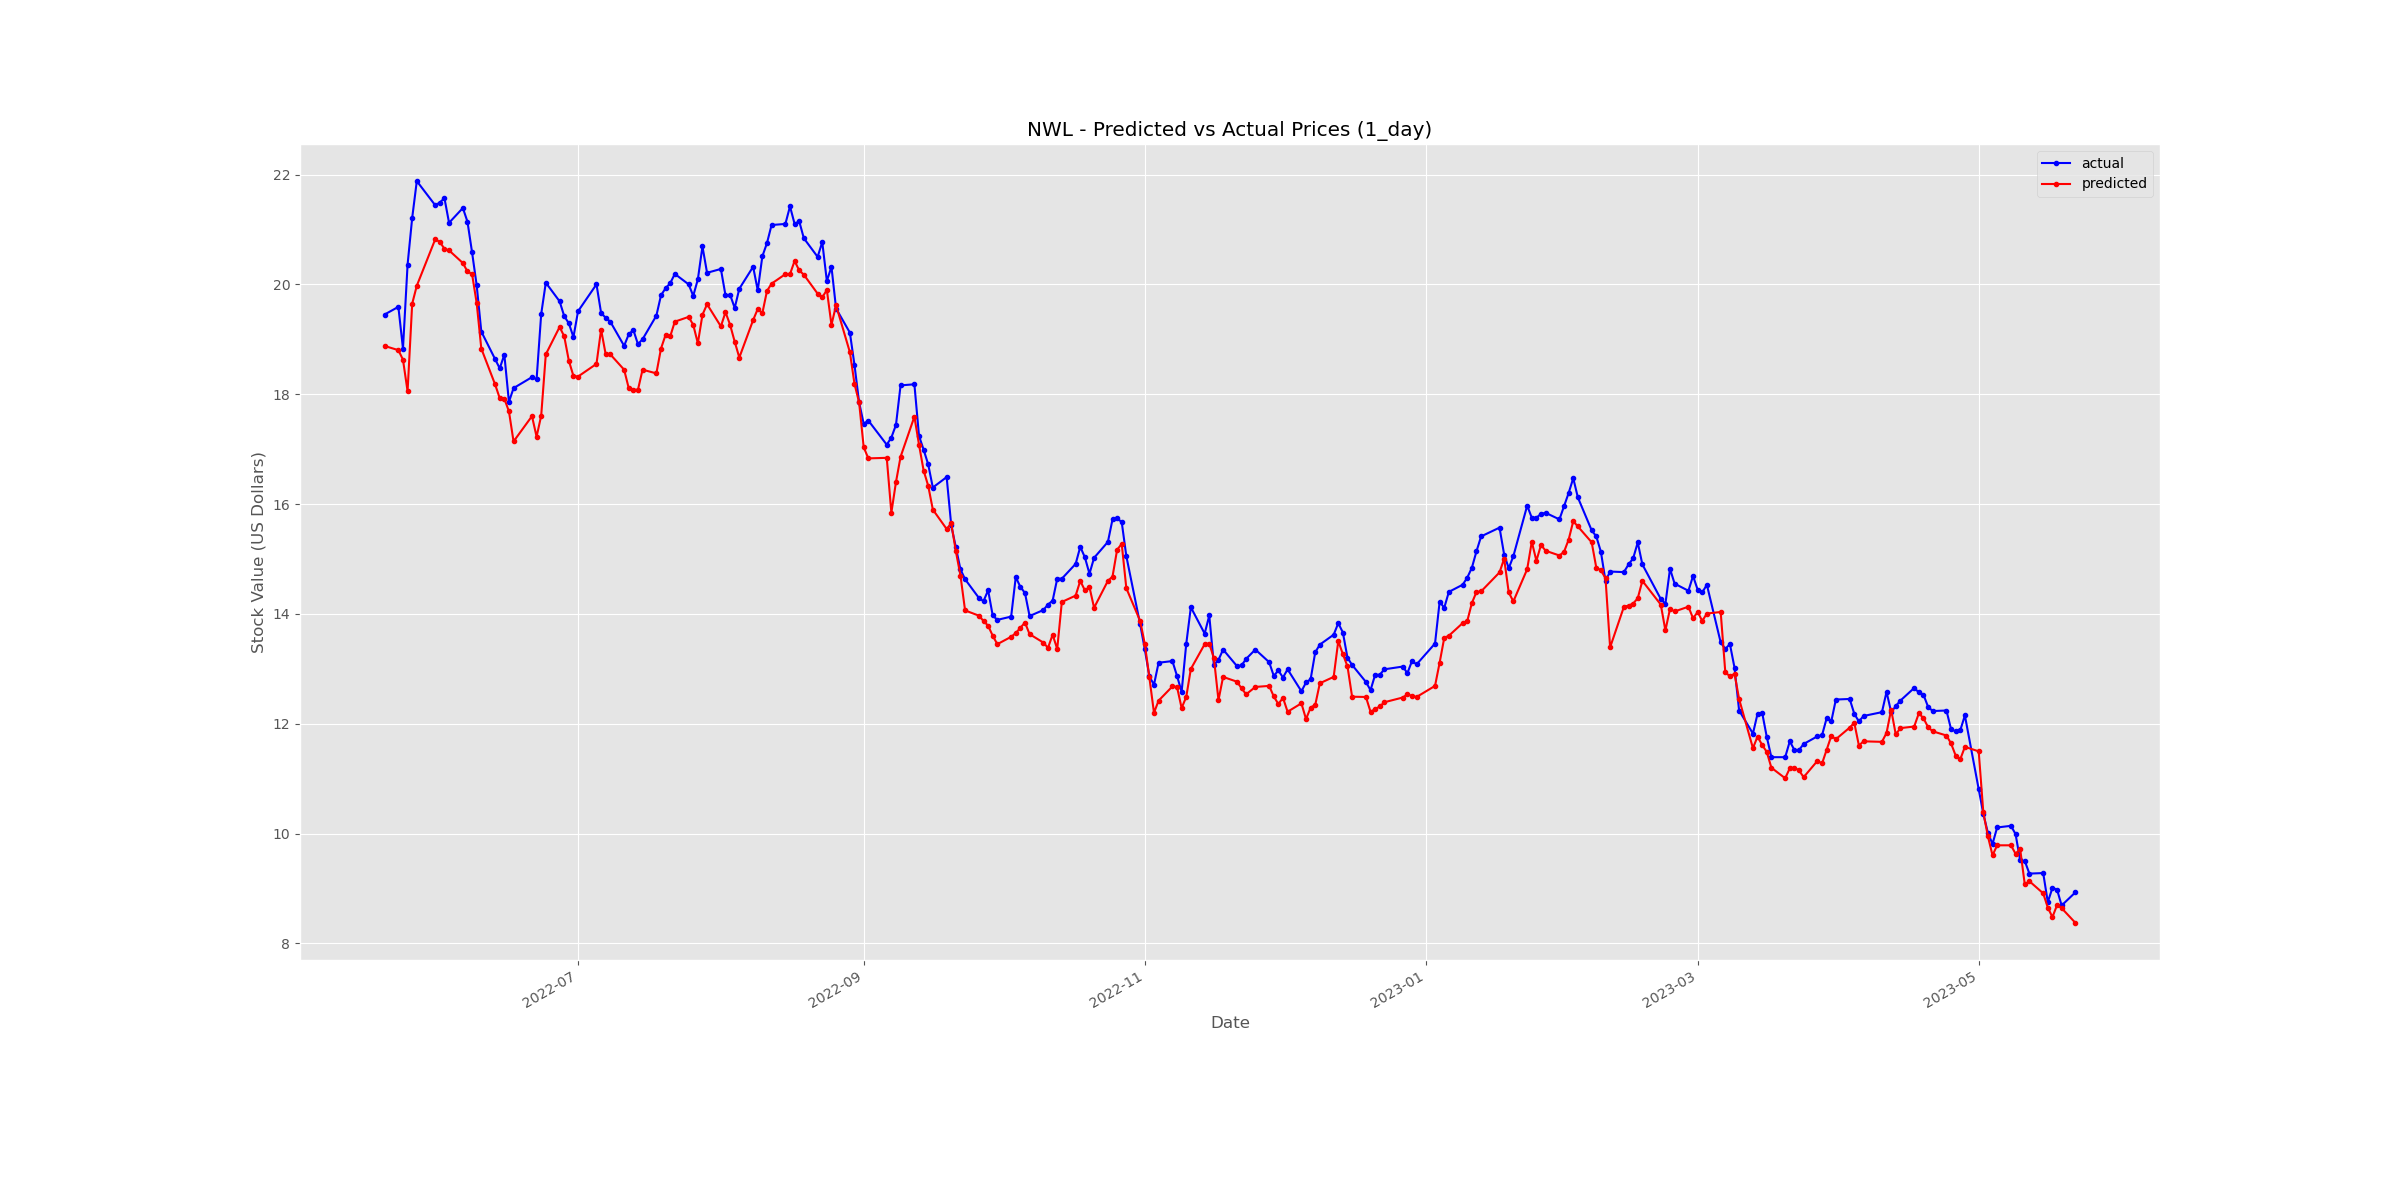 NWL - Predicted vs Actual Prices (1_day)
actual
predicted
Stock Value (US Dollars)
22
20
18
16
14
12
10
8
2022-07
2022-09
2022-11
2023-01
2023-03
2023-05
Date